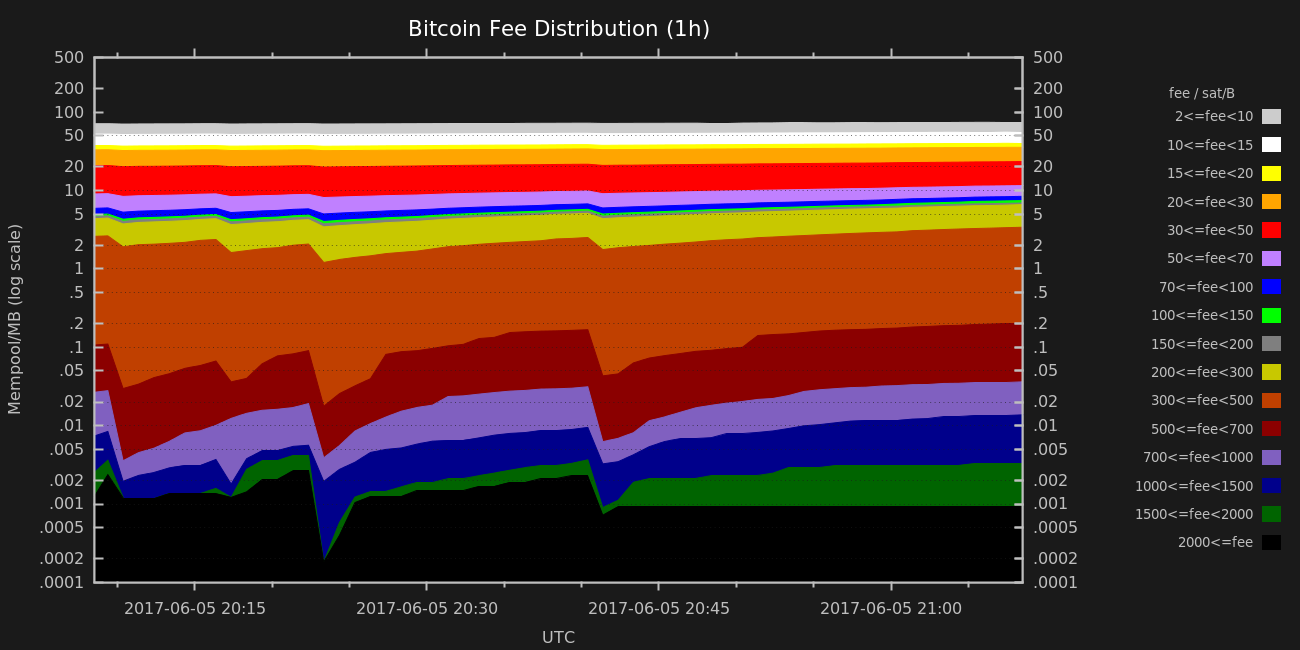 Bitcoin Fee Distribution (1h)
Mempool/MB (log scale)
500
200
100
50
20
10
5
2
1
.5
.2
.1
.05
.02
.01
.005
.002
.001
.0005
.0002
.0001
500
200
100
50
20
10
5
2
1
.5
.2
.1
.05
.02
.01
.005
.002
.001
.0005
.0002
.0001
2017-06-05 20:15
2017-06-05 20:30
2017-06-05 20:45
2017-06-05 21:00
UTC
fee / sat/B
2<=fee<10
10<=fee<15
15<=fee<20
20<=fee<30
30<=fee<50
50<=fee<70
70<=fee<100
100<=fee<150
150<=fee<200
200<=fee<300
300<=fee<500
500<=fee<700
700<=fee<1000
1000<=fee<1500
1500<=fee<2000
2000<=fee